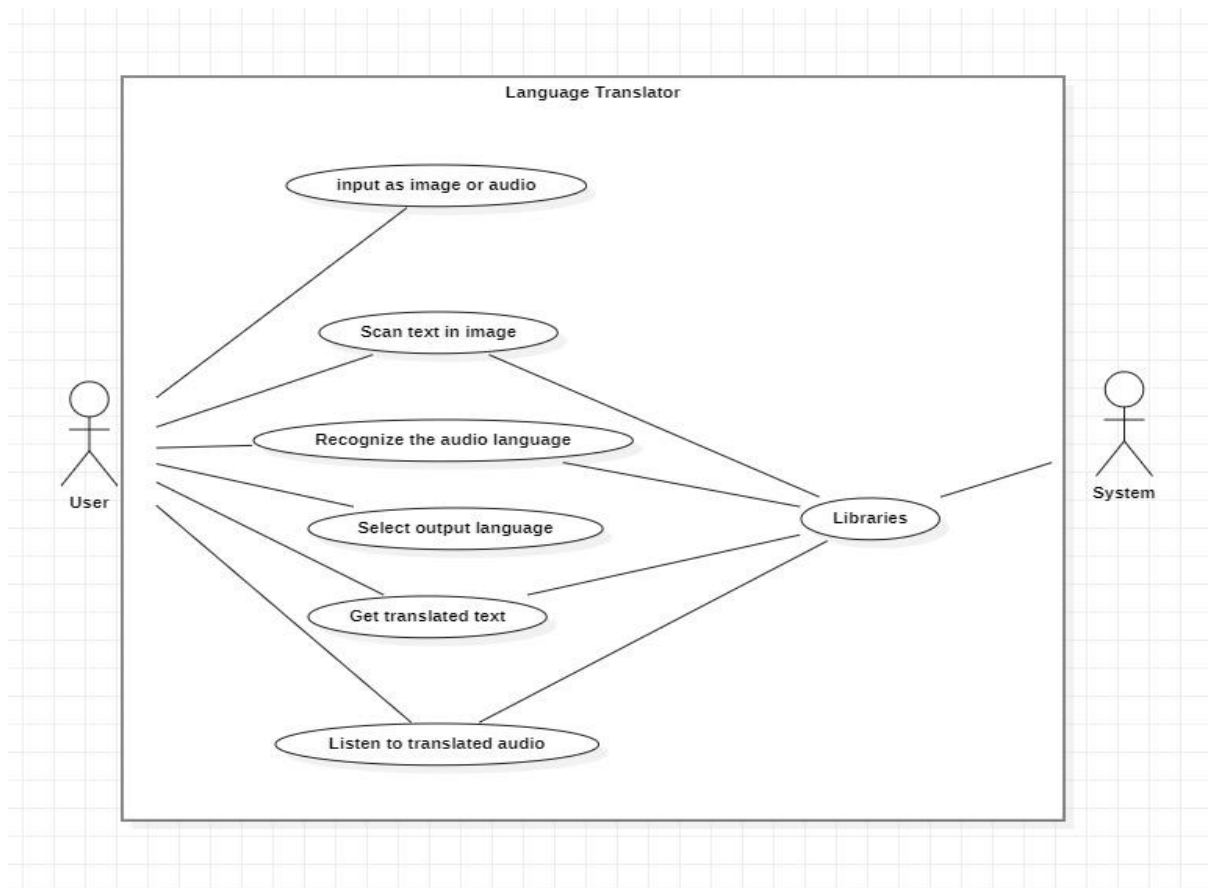 Language Translator
input as image or audio
Scan text in image
Recognize the audio language
Select output language
Get translated text
Listen to translated audio
Libraries
User
System